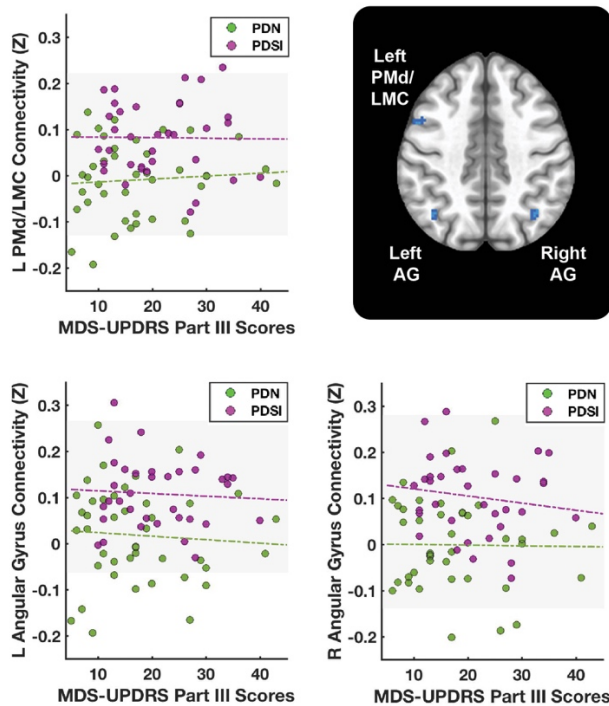 L PMd/LMC Connectivity (Z)
0.3
0.2
0.1
0
-0.1
-0.2
10 20 30 40
MDS-UPDRS Part III Scores
PDN
PDSI
Left
PMd/
LMC
Left
AG
Right
AG
L Angular Gyrus Connectivity (Z)
0.3
0.2
0.1
0
-0.1
-0.2
10 20 30 40
MDS-UPDRS Part III Scores
PDN
PDSI
R Angular Gyrus Connectivity (Z)
0.3
0.2
0.1
0
-0.1
-0.2
10 20 30 40
MDS-UPDRS Part III Scores
PDN
PDSI